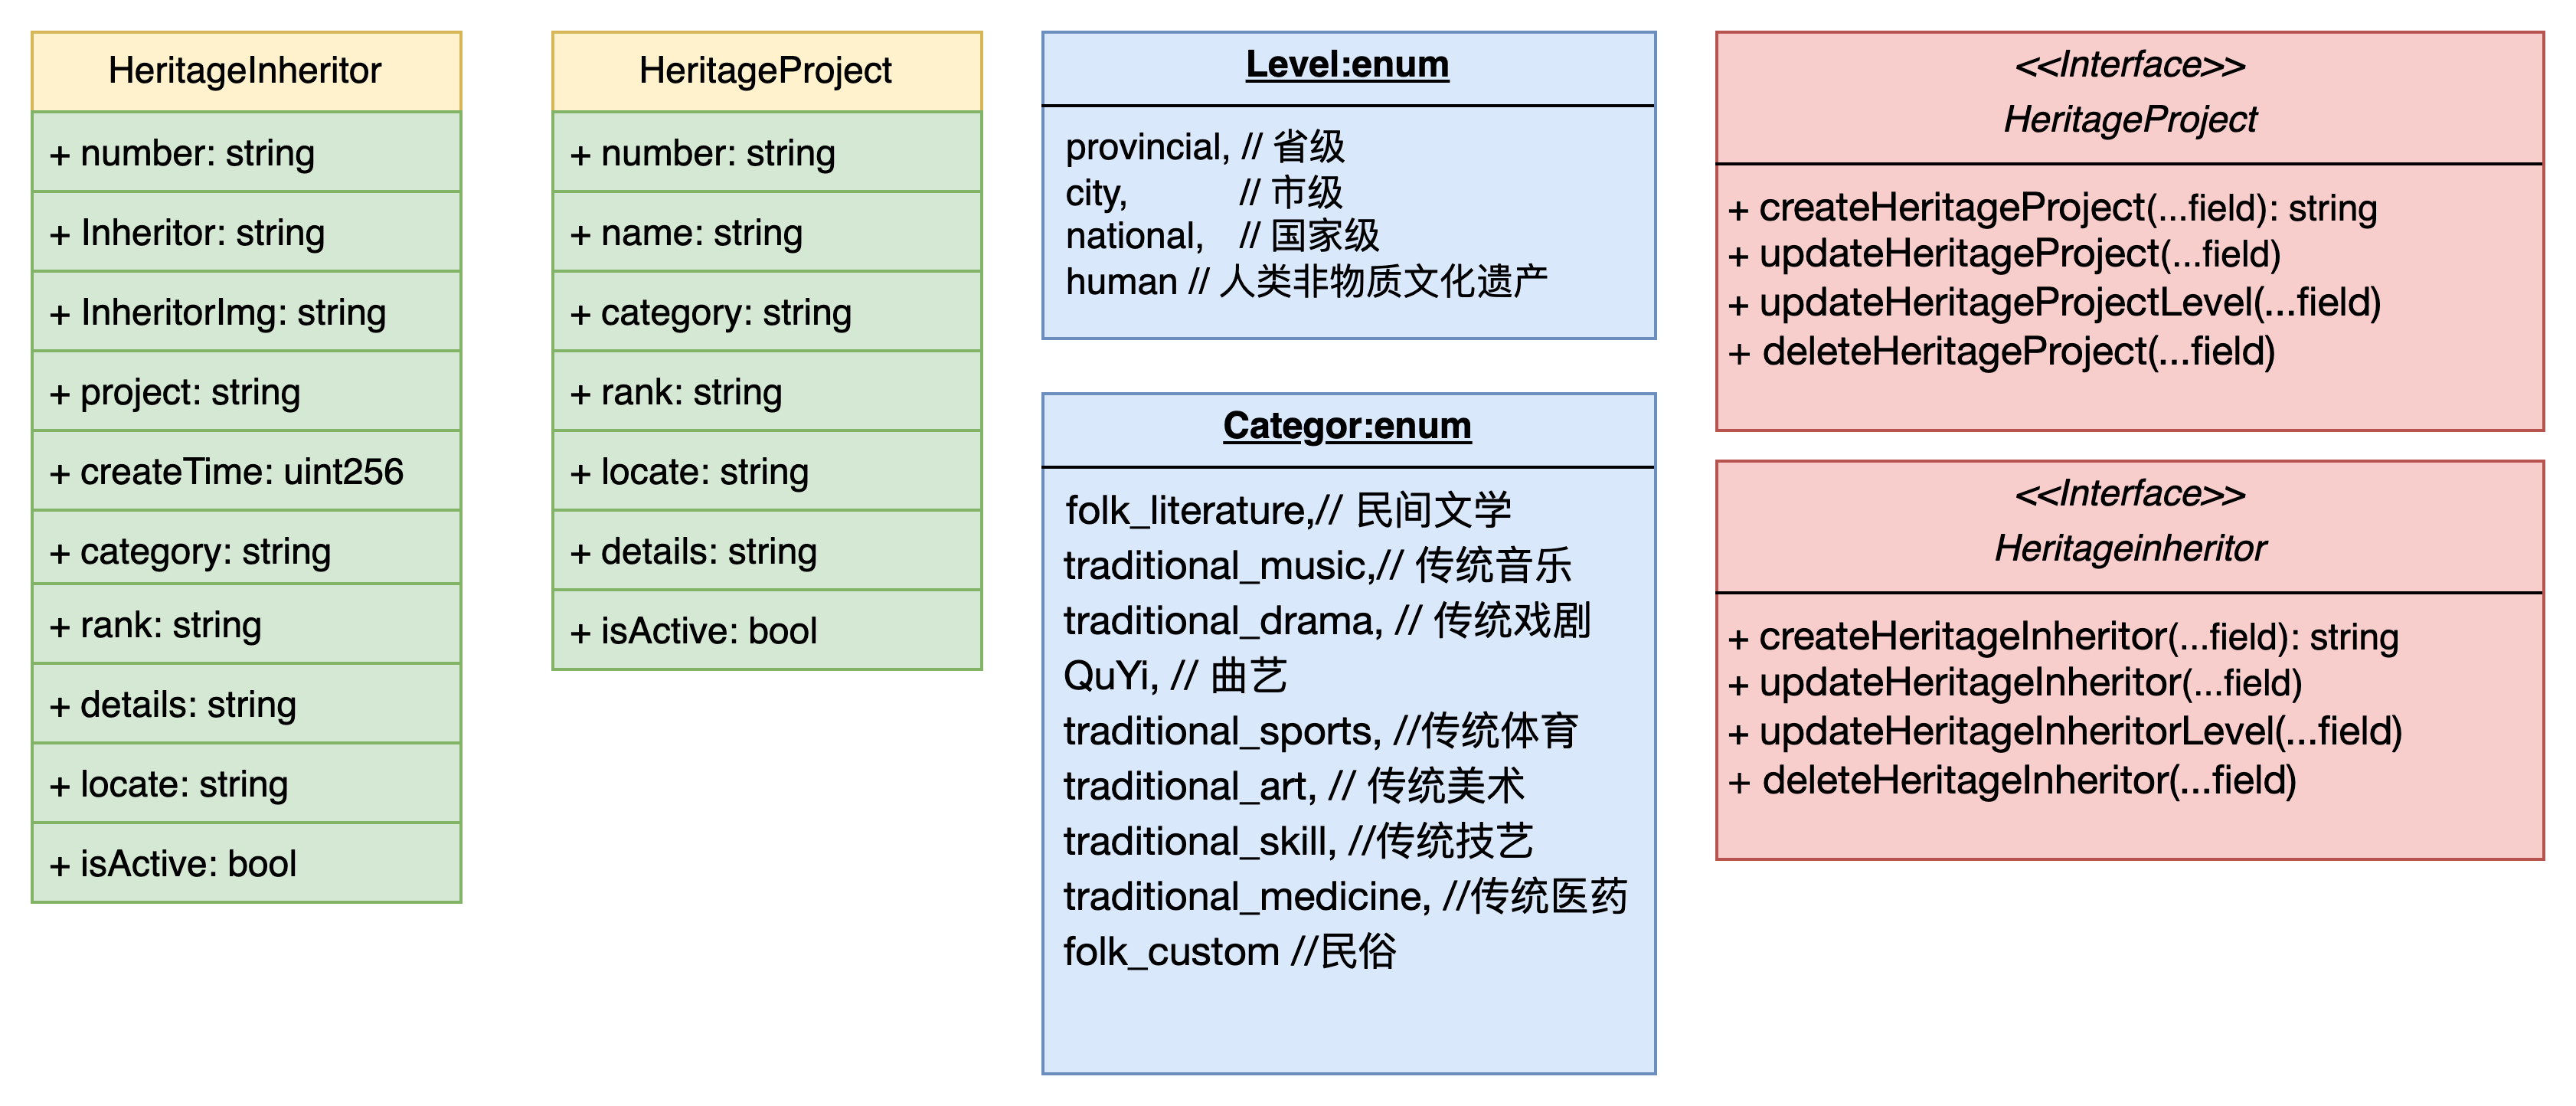 HeritageInheritor
+ number: string
+ Inheritor: string
+ InheritorImg: string
+ project: string
+ createTime: uint256
+ category: string
+ rank: string
+ details: string
+ locate: string
+ isActive: bool
HeritageProject
+ number: string
+ name: string
+ category: string
+ rank: string
+ locate: string
+ details: string
+ isActive: bool
Level:enum
provincial, // 省级
city, // 市级
national, // 国家级
human // 人类非物质文化遗产
Categor:enum
folk_literature,// 民间文学
traditional_music,// 传统音乐
traditional_drama, // 传统戏剧
QuYi, // 曲艺
traditional_sports, //传统体育
traditional_art, // 传统美术
traditional_skill, //传统技艺
traditional_medicine, //传统医药
folk_custom //民俗
<<Interface>>
HeritageProject
+ createHeritageProject(...field): string
+ updateHeritageProject(...field)
+ updateHeritageProjectLevel(...field)
+ deleteHeritageProject(...field)
<<Interface>>
Heritageinheritor
+ createHeritageInheritor(...field): string
+ updateHeritageInheritor(...field)
+ updateHeritageInheritorLevel(...field)
+ deleteHeritageInheritor(...field)